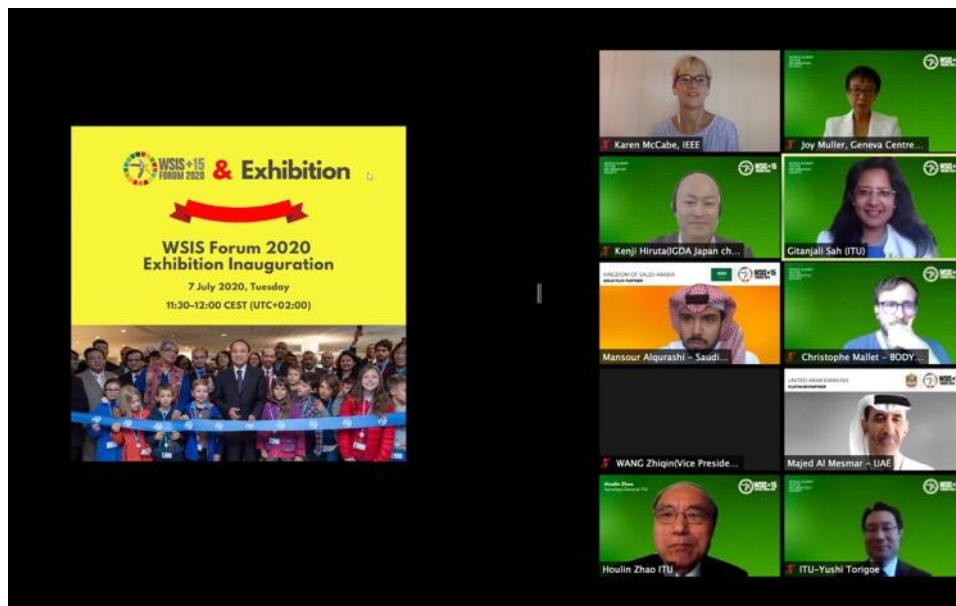 WSIS+15
FORUM 2020
& Exhibition
WSIS Forum 2020
Exhibition Inauguration
7 July 2020, Tuesday
11:30–12:00 CEST (UTC+02:00)
Karen McCabe, IEEE
Joy Muller, Geneva Centre...
Kenji Hiruta(IGDA Japan ch...
Gitanjali Sah (ITU)
KINGDOM OF SAUDI ARABIA
GOLD PLUS PARTNER
Mansour Alqurashi – Saudi...
Christophe Mallet – BODY...
WANG Zhiqin(Vice Preside...
UNITED ARAB EMIRATES
PLATINUM PARTNER
Majed Al Mesmar – UAE
Houlin Zhao
Secretary-General, ITU
Houlin Zhao ITU
ITU-Yushi Torigoe